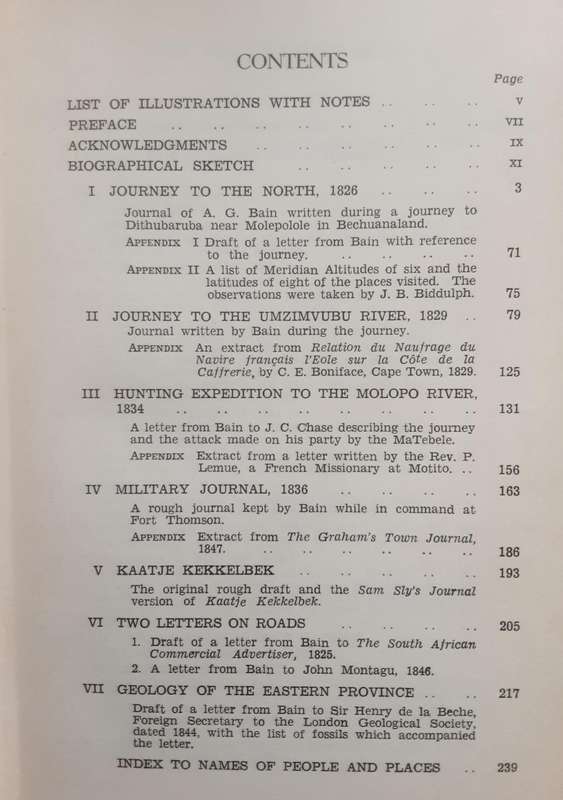 CONTENTS
Page
LIST OF ILLUSTRATIONS WITH NOTES .. .. .. V
PREFACE .. .. .. .. .. .. .. .. VII
ACKNOWLEDGMENTS .. .. .. .. .. .. IX
BIOGRAPHICAL SKETCH .. .. .. .. .. XI
I JOURNEY TO THE NORTH, 1826 .. .. .. 3
Journal of A. G. Bain written during a journey to
Dithubaruba near Molepolole in Bechuanaland.
APPENDIX I Draft of a letter from Bain with reference
to the journey. .. .. .. .. 71
APPENDIX II A list of Meridian Altitudes of six and the
latitudes of eight of the places visited. The
observations were taken by J. B. Biddulph. 75
II JOURNEY TO THE UMZIMVUBU RIVER, 1829 .. 79
Journal written by Bain during the journey.
APPENDIX An extract from Relation du Naufrage du
Navire français l'Eole sur la Côte de la
Caffrerie, by C. E. Boniface, Cape Town, 1829. 125
III HUNTING EXPEDITION TO THE MOLOPO RIVER,
1834 .. .. .. .. .. .. .. .. 131
A letter from Bain to J. C. Chase describing the journey
and the attack made on his party by the MaTebele.
APPENDIX Extract from a letter written by the Rev. P.
Lemue, a French Missionary at Motito. .. 156
IV MILITARY JOURNAL, 1836 .. .. .. .. 163
A rough journal kept by Bain while in command at
Fort Thomson.
APPENDIX Extract from The Graham's Town Journal,
1847. .. .. .. .. .. .. 186
V KAATJE KEKKELBEK .. .. .. .. .. 193
The original rough draft and the Sam Sly's Journal
version of Kaatje Kekkelbek.
VI TWO LETTERS ON ROADS .. .. .. .. 205
1. Draft of a letter from Bain to The South African
Commercial Advertiser, 1825.
2. A letter from Bain to John Montagu, 1846.
VII GEOLOGY OF THE EASTERN PROVINCE .. .. 217
Draft of a letter from Bain to Sir Henry de la Beche,
Foreign Secretary to the London Geological Society,
dated 1844, with the list of fossils which accompanied
the letter.
INDEX TO NAMES OF PEOPLE AND PLACES .. 239